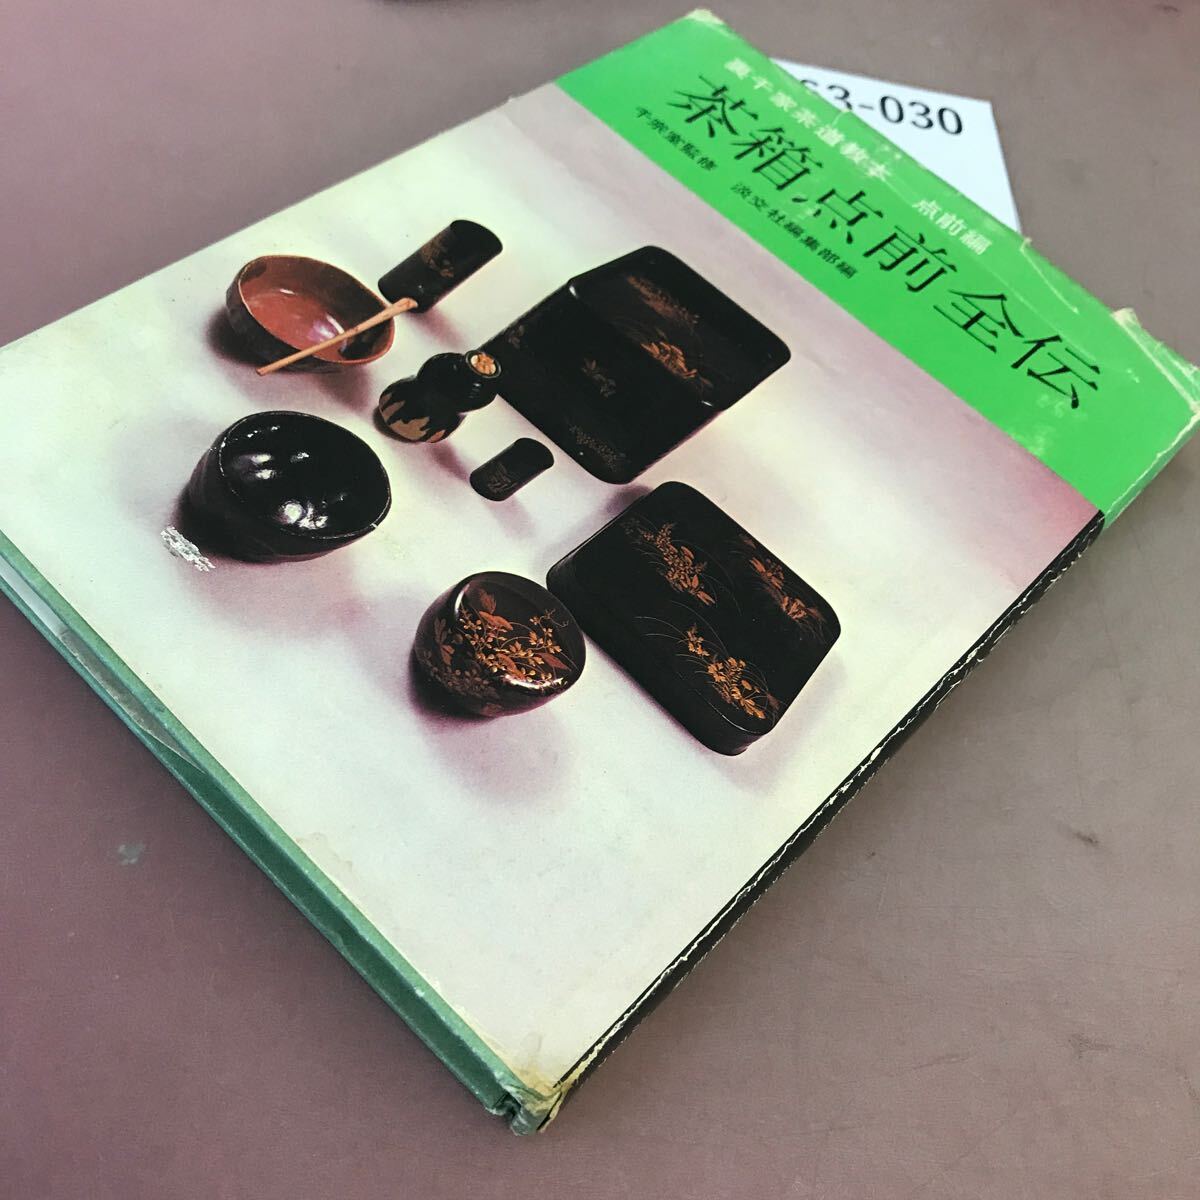 63-030
裏千家茶道教本 点前編
茶箱点前全伝
千宗室監修 淡交社編集部編